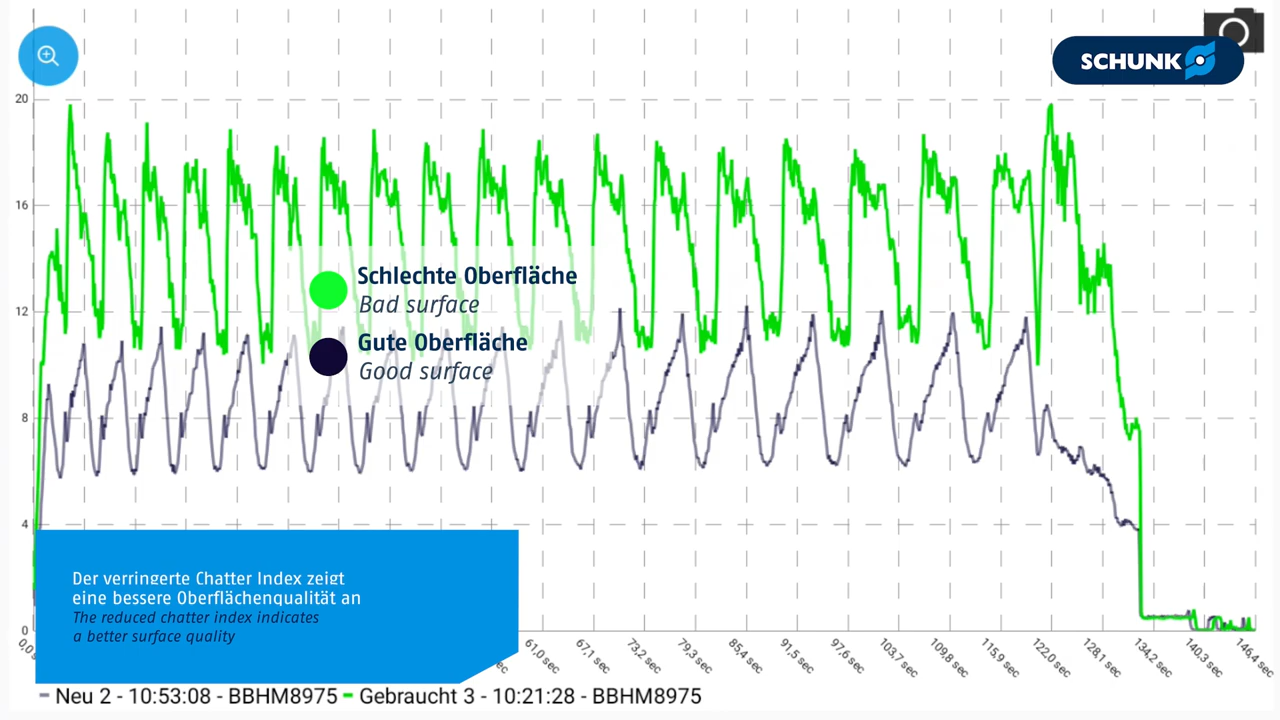 SCHUNK
20
16
12
8
4
0
Schlechte Oberfläche
Bad surface
Gute Oberfläche
Good surface
Der verringerte Chatter Index zeigt
eine bessere Oberflächenqualität an
The reduced chatter index indicates
a better surface quality
61,0 sec
67,1 sec
73,2 sec
79,3 sec
85,4 sec
91,5 sec
97,6 sec
103,7 sec
109,8 sec
115,9 sec
122,0 sec
128,1 sec
134,2 sec
140,3 sec
146,4 sec
Neu 2 - 10:53:08 - BBHM8975 Gebraucht 3 - 10:21:28 - BBHM8975